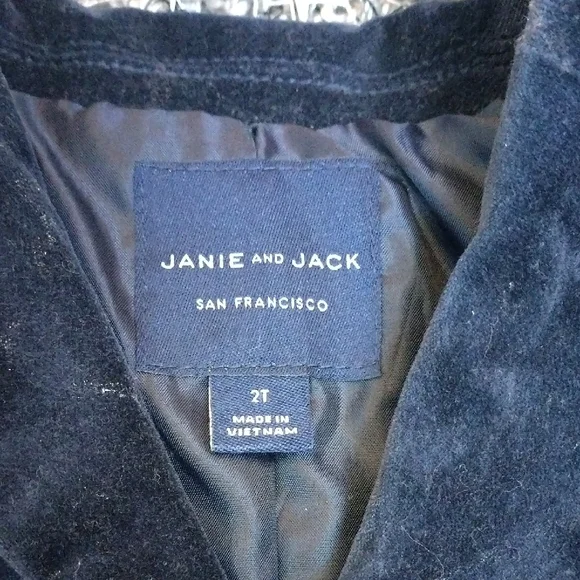 JANIE AND JACK
SAN FRANCISCO
2T
MADE IN
VIETNAM